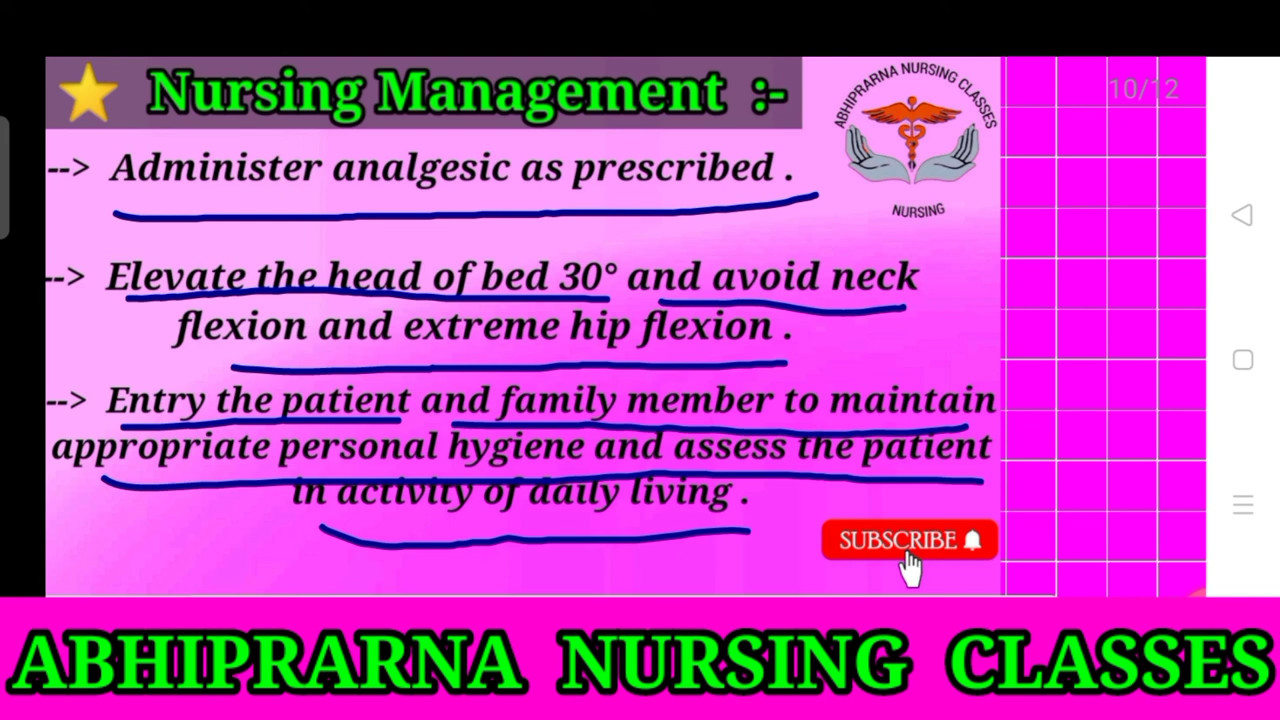 ⭐ Nursing Management :-
ABHIPRARNA NURSING CLASSES
NURSING
10/12
--> Administer analgesic as prescribed .
--> Elevate the head of bed 30° and avoid neck
flexion and extreme hip flexion .
--> Entry the patient and family member to maintain
appropriate personal hygiene and assess the patient
in activity of daily living .
SUBSCRIBE
ABHIPRARNA NURSING CLASSES